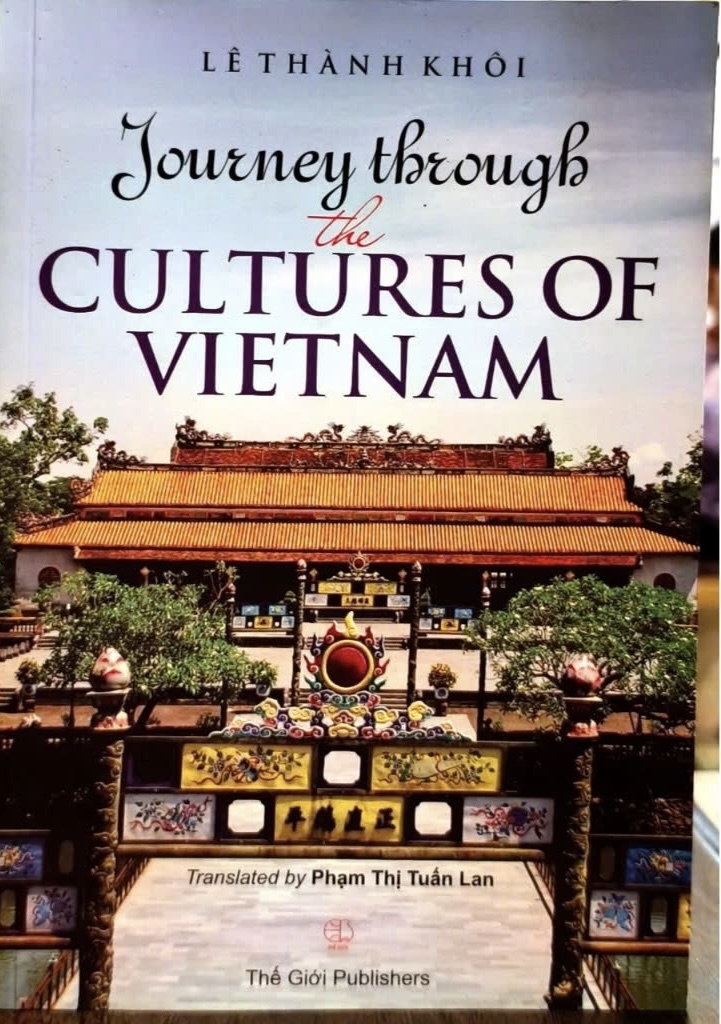 LÊ THÀNH KHÔI
Journey through
the
CULTURES OF
VIETNAM
平蕩直正
Translated by Phạm Thị Tuấn Lan
Thế Giới Publishers